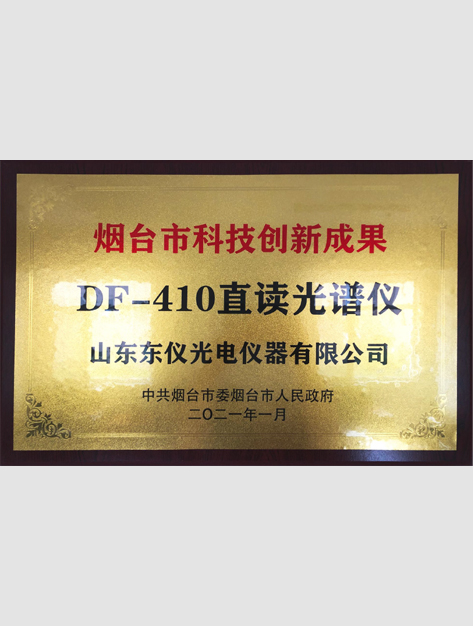 烟台市科技创新成果
DF-410直读光谱仪
山东东仪光电仪器有限公司
中共烟台市委烟台市人民政府
二〇二一年一月